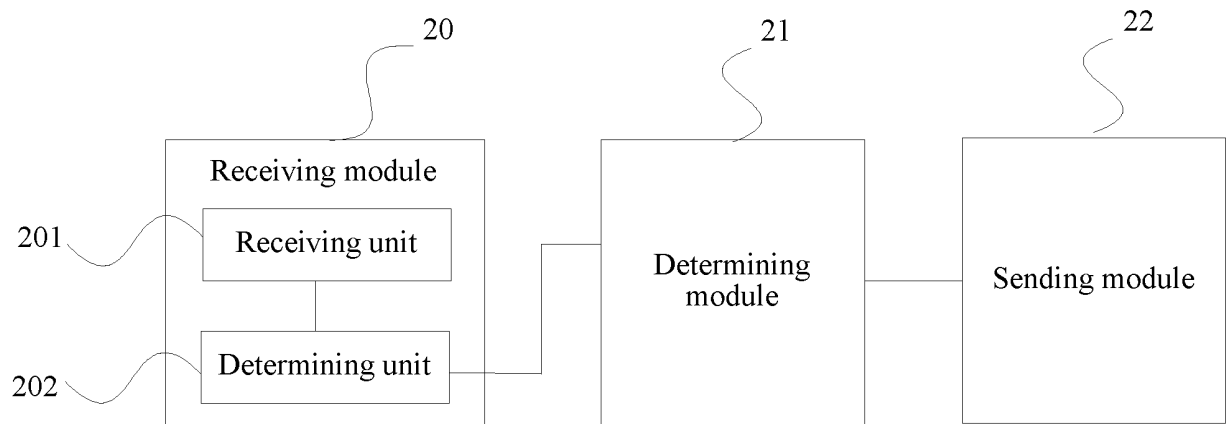 20
21
22
Receiving module
201
Receiving unit
Determining
module
Sending module
Determining unit
202